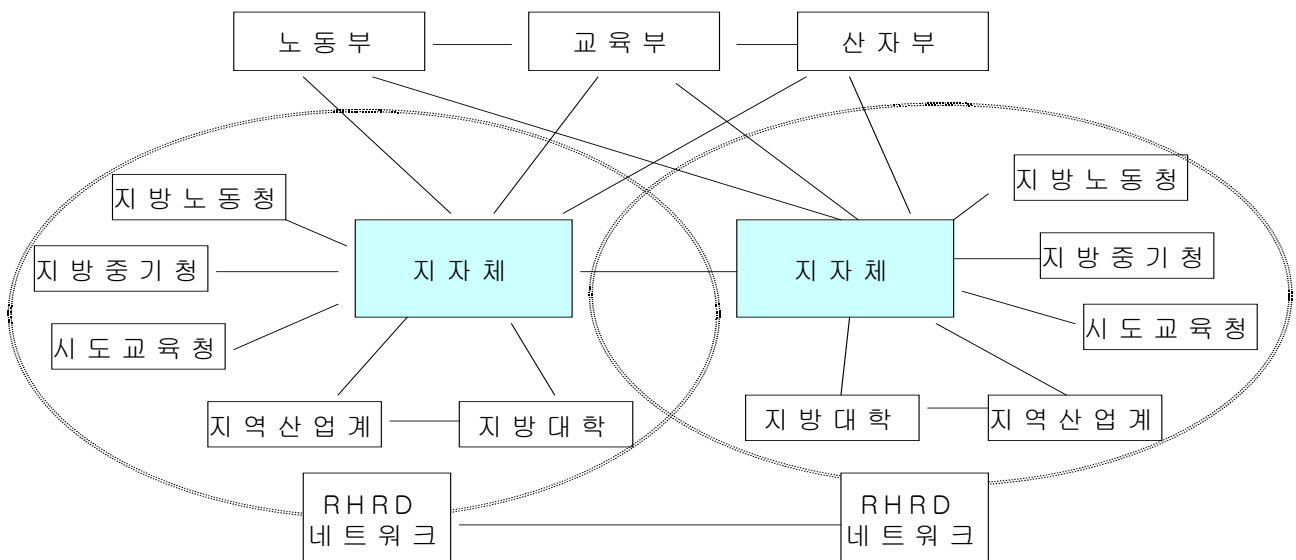 노동부
교육부
산자부
지방노동청
지방중기청
시도교육청
지자체
지역산업계
지방대학
RHRD
네트워크
지자체
지방노동청
지방중기청
시도교육청
지방대학
지역산업계
RHRD
네트워크